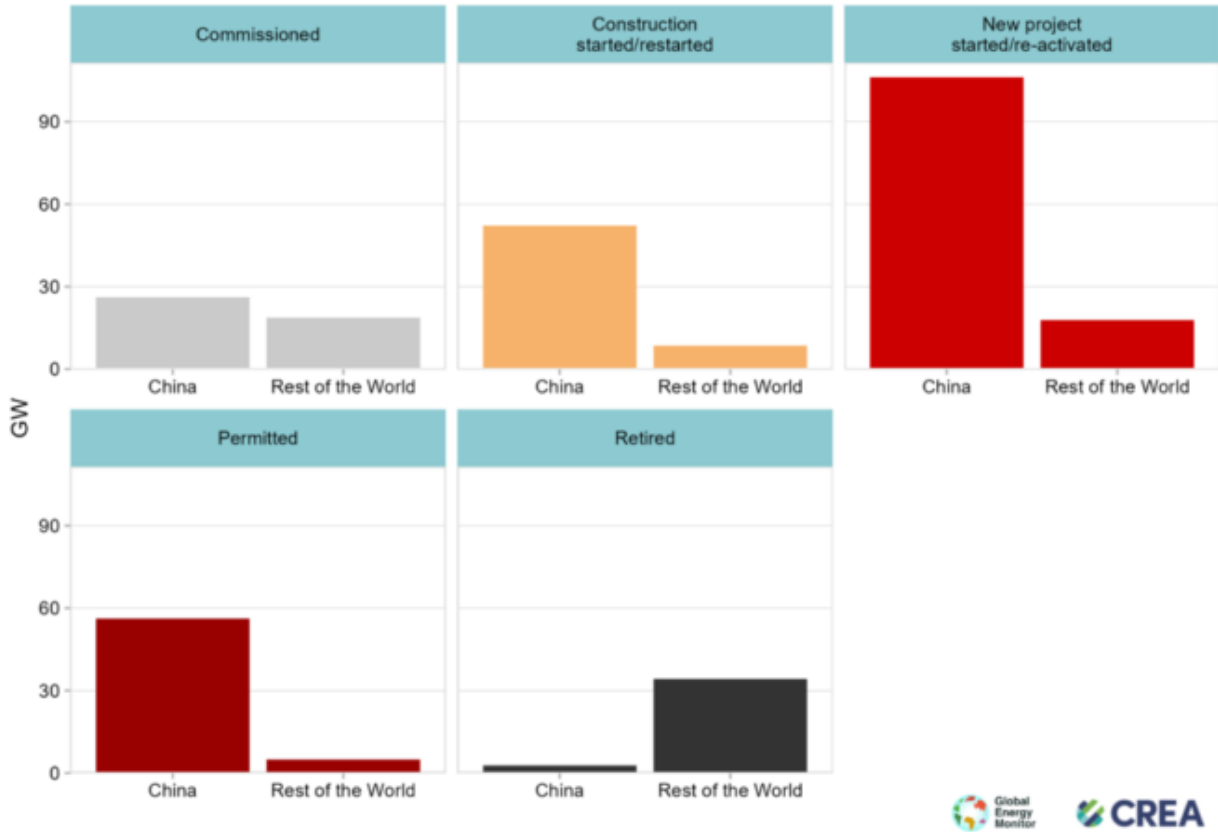 Commissioned
Construction
started/restarted
New project
started/re-activated
90
60
30
0
China
Rest of the World
China
Rest of the World
China
Rest of the World
GW
Permitted
Retired
90
60
30
0
China
Rest of the World
China
Rest of the World
Global
Energy
Monitor
CREA